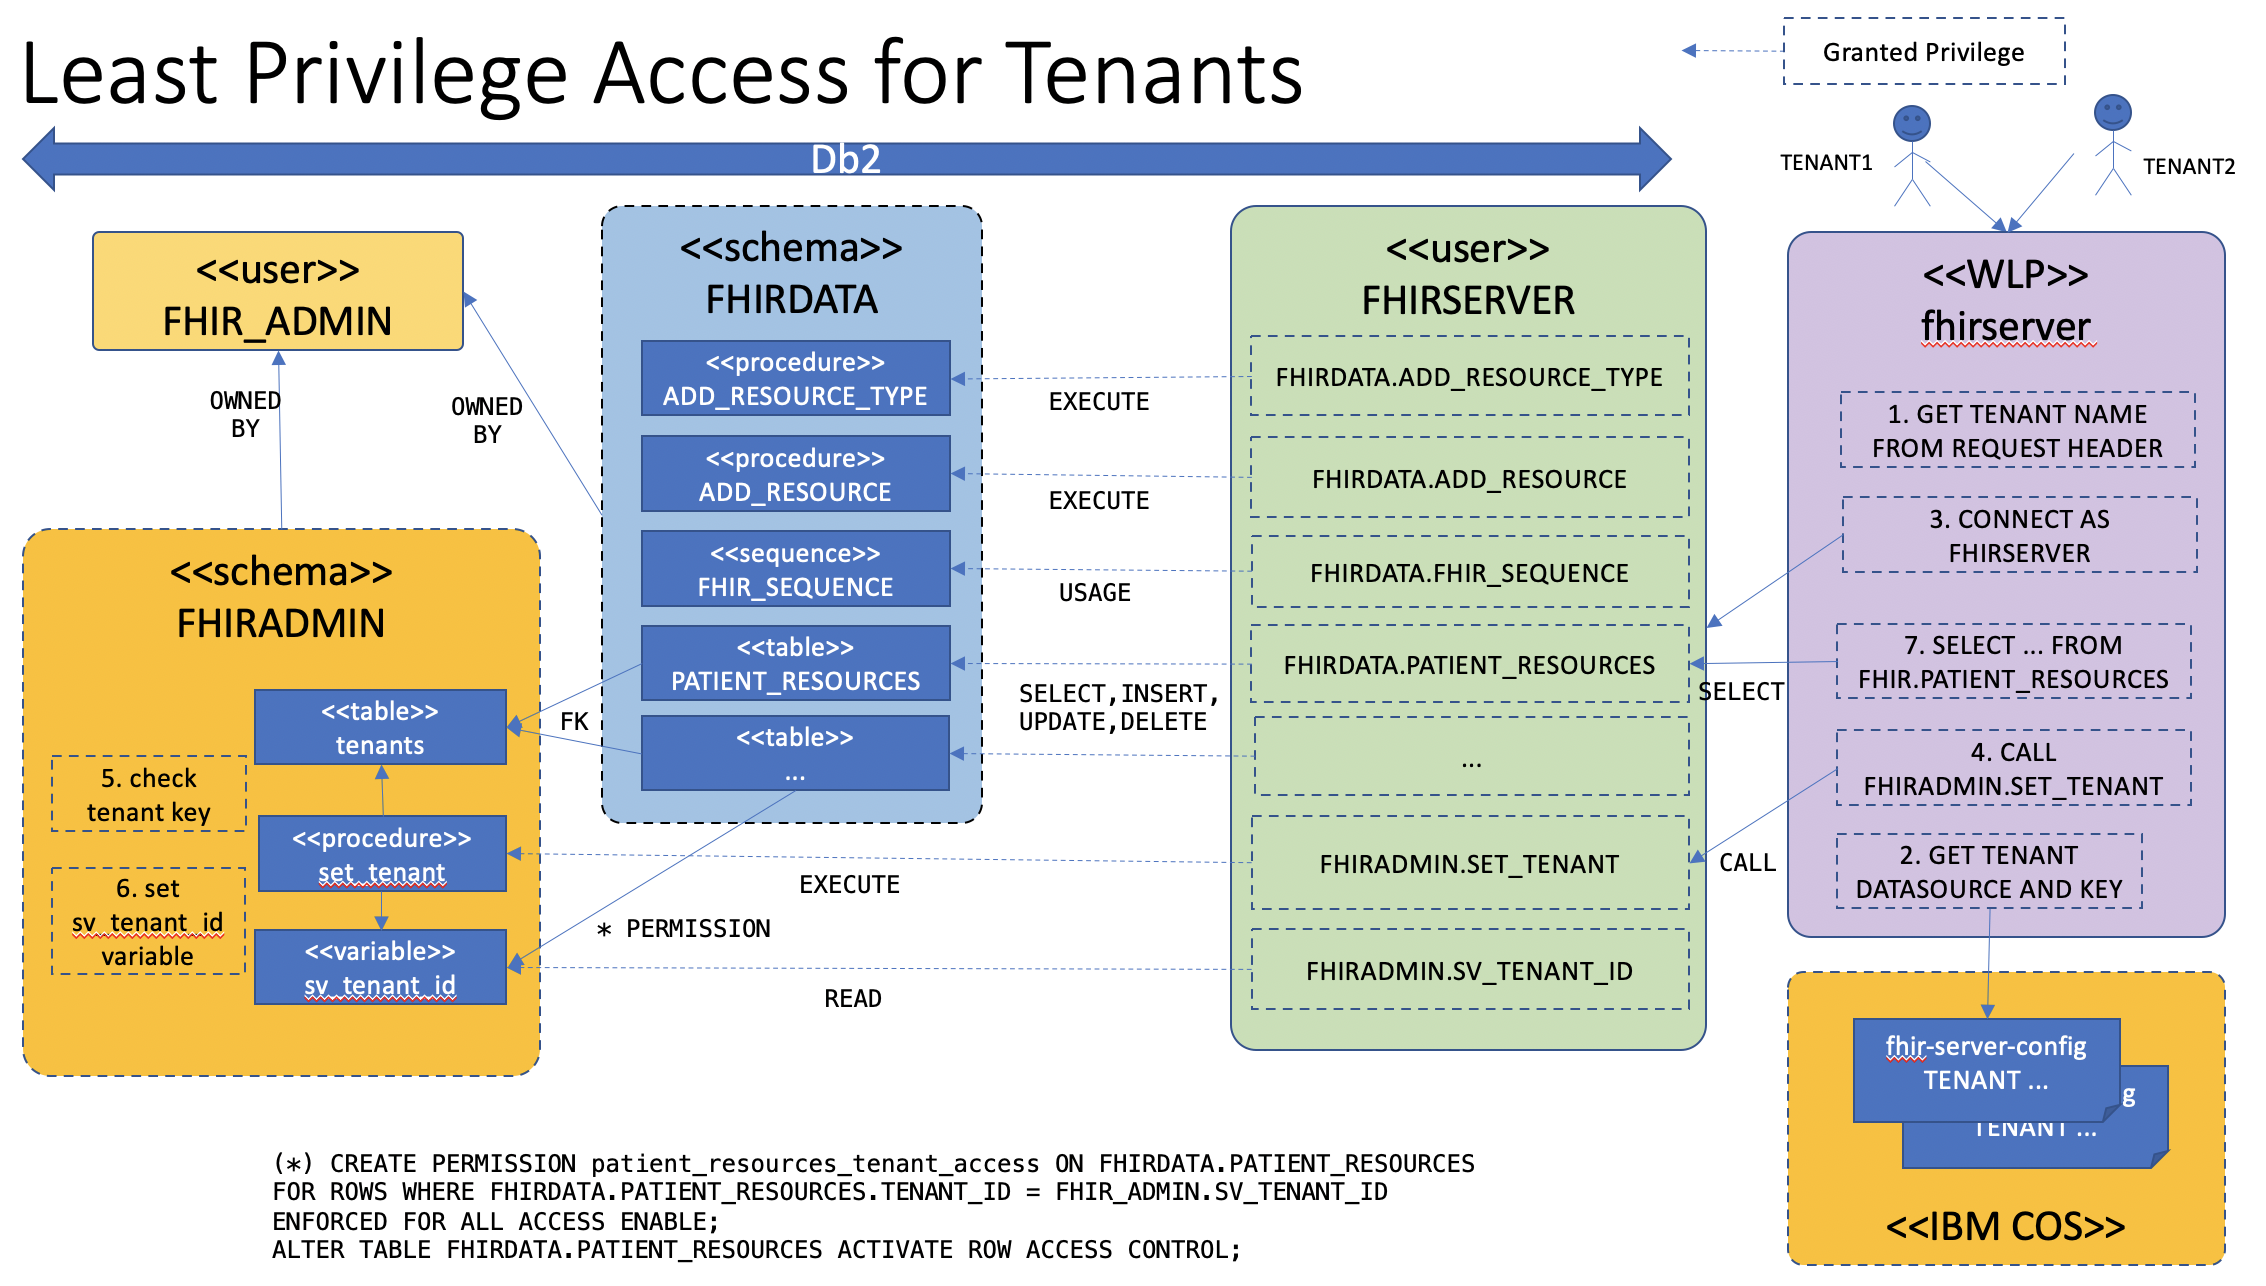 Least Privilege Access for Tenants
Granted Privilege
Db2
TENANT1
TENANT2
<<user>>
FHIR_ADMIN
OWNED
BY
OWNED
BY
<<schema>>
FHIRADMIN
<<table>>
tenants
5. check
tenant key
<<procedure>>
set_tenant
6. set
sv_tenant_id
variable
<<variable>>
sv_tenant_id
<<schema>>
FHIRDATA
<<procedure>>
ADD_RESOURCE_TYPE
<<procedure>>
ADD_RESOURCE
<<sequence>>
FHIR_SEQUENCE
<<table>>
PATIENT_RESOURCES
<<table>>
...
FK
* PERMISSION
EXECUTE
EXECUTE
USAGE
SELECT,INSERT,
UPDATE,DELETE
EXECUTE
READ
<<user>>
FHIRSERVER
FHIRDATA.ADD_RESOURCE_TYPE
FHIRDATA.ADD_RESOURCE
FHIRDATA.FHIR_SEQUENCE
FHIRDATA.PATIENT_RESOURCES
...
FHIRADMIN.SET_TENANT
FHIRADMIN.SV_TENANT_ID
SELECT
CALL
<<WLP>>
fhirserver
1. GET TENANT NAME
FROM REQUEST HEADER
3. CONNECT AS
FHIRSERVER
7. SELECT ... FROM
FHIR.PATIENT_RESOURCES
4. CALL
FHIRADMIN.SET_TENANT
2. GET TENANT
DATASOURCE AND KEY
fhir-server-config
TENANT ...
g
TENANT ...
<<IBM COS>>
(*) CREATE PERMISSION patient_resources_tenant_access ON FHIRDATA.PATIENT_RESOURCES
FOR ROWS WHERE FHIRDATA.PATIENT_RESOURCES.TENANT_ID = FHIR_ADMIN.SV_TENANT_ID
ENFORCED FOR ALL ACCESS ENABLE;
ALTER TABLE FHIRDATA.PATIENT_RESOURCES ACTIVATE ROW ACCESS CONTROL;